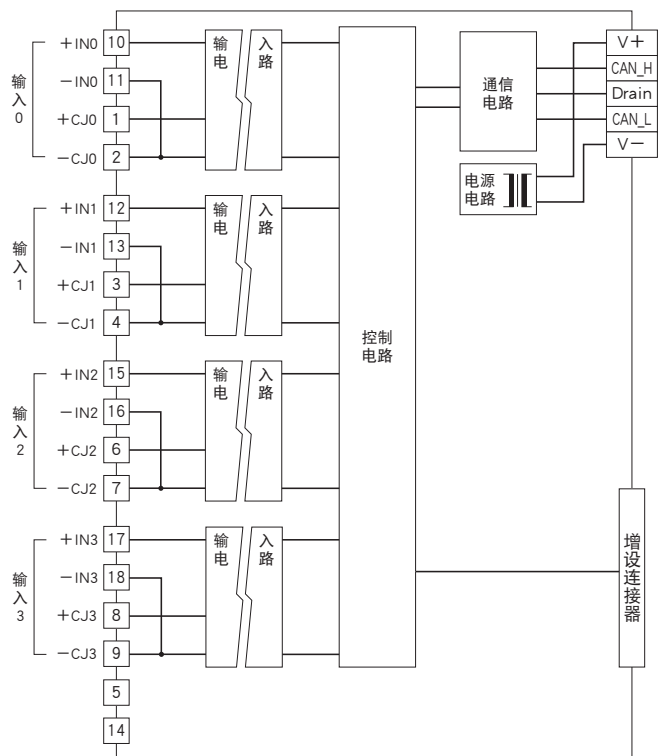 输入0
+IN0 10
-IN0 11
+CJ0 1
-CJ0 2
输电
入路
输入1
+IN1 12
-IN1 13
+CJ1 3
-CJ1 4
输电
入路
输入2
+IN2 15
-IN2 16
+CJ2 6
-CJ2 7
输电
入路
输入3
+IN3 17
-IN3 18
+CJ3 8
-CJ3 9
输电
入路
5
14
控制
电路
通信
电路
电源
电路
V+
CAN_H
Drain
CAN_L
V-
增设连接器